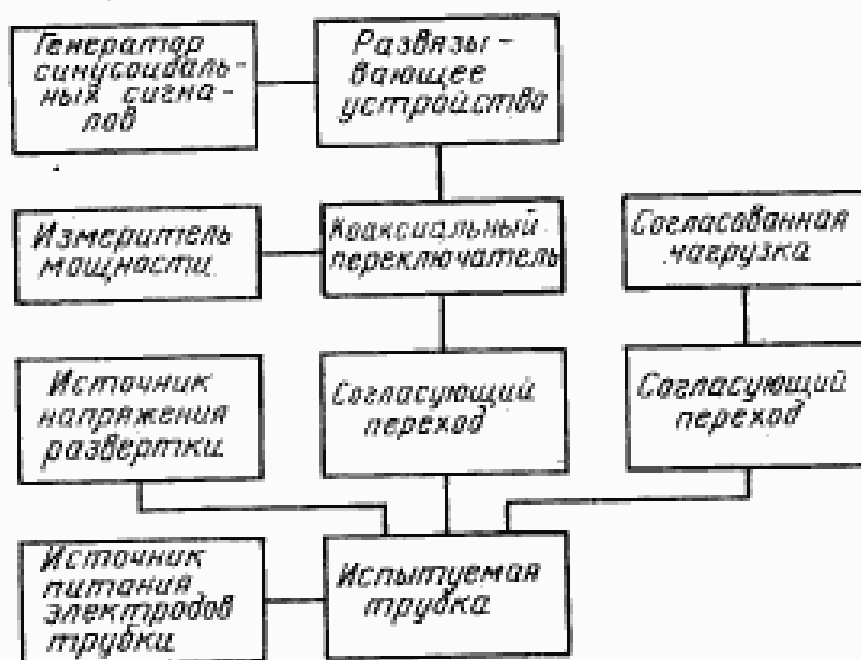 Генератор
синусоидаль-
ных сигна-
лов
Развязы-
вающее
устройство
Измеритель
мощности
Коаксиальный
переключатель
Согласованная
нагрузка
Источник
напряжения
развертки
Согласующий
переход
Согласующий
переход
Источник
питания
электродов
трубки
Испытуемая
трубка